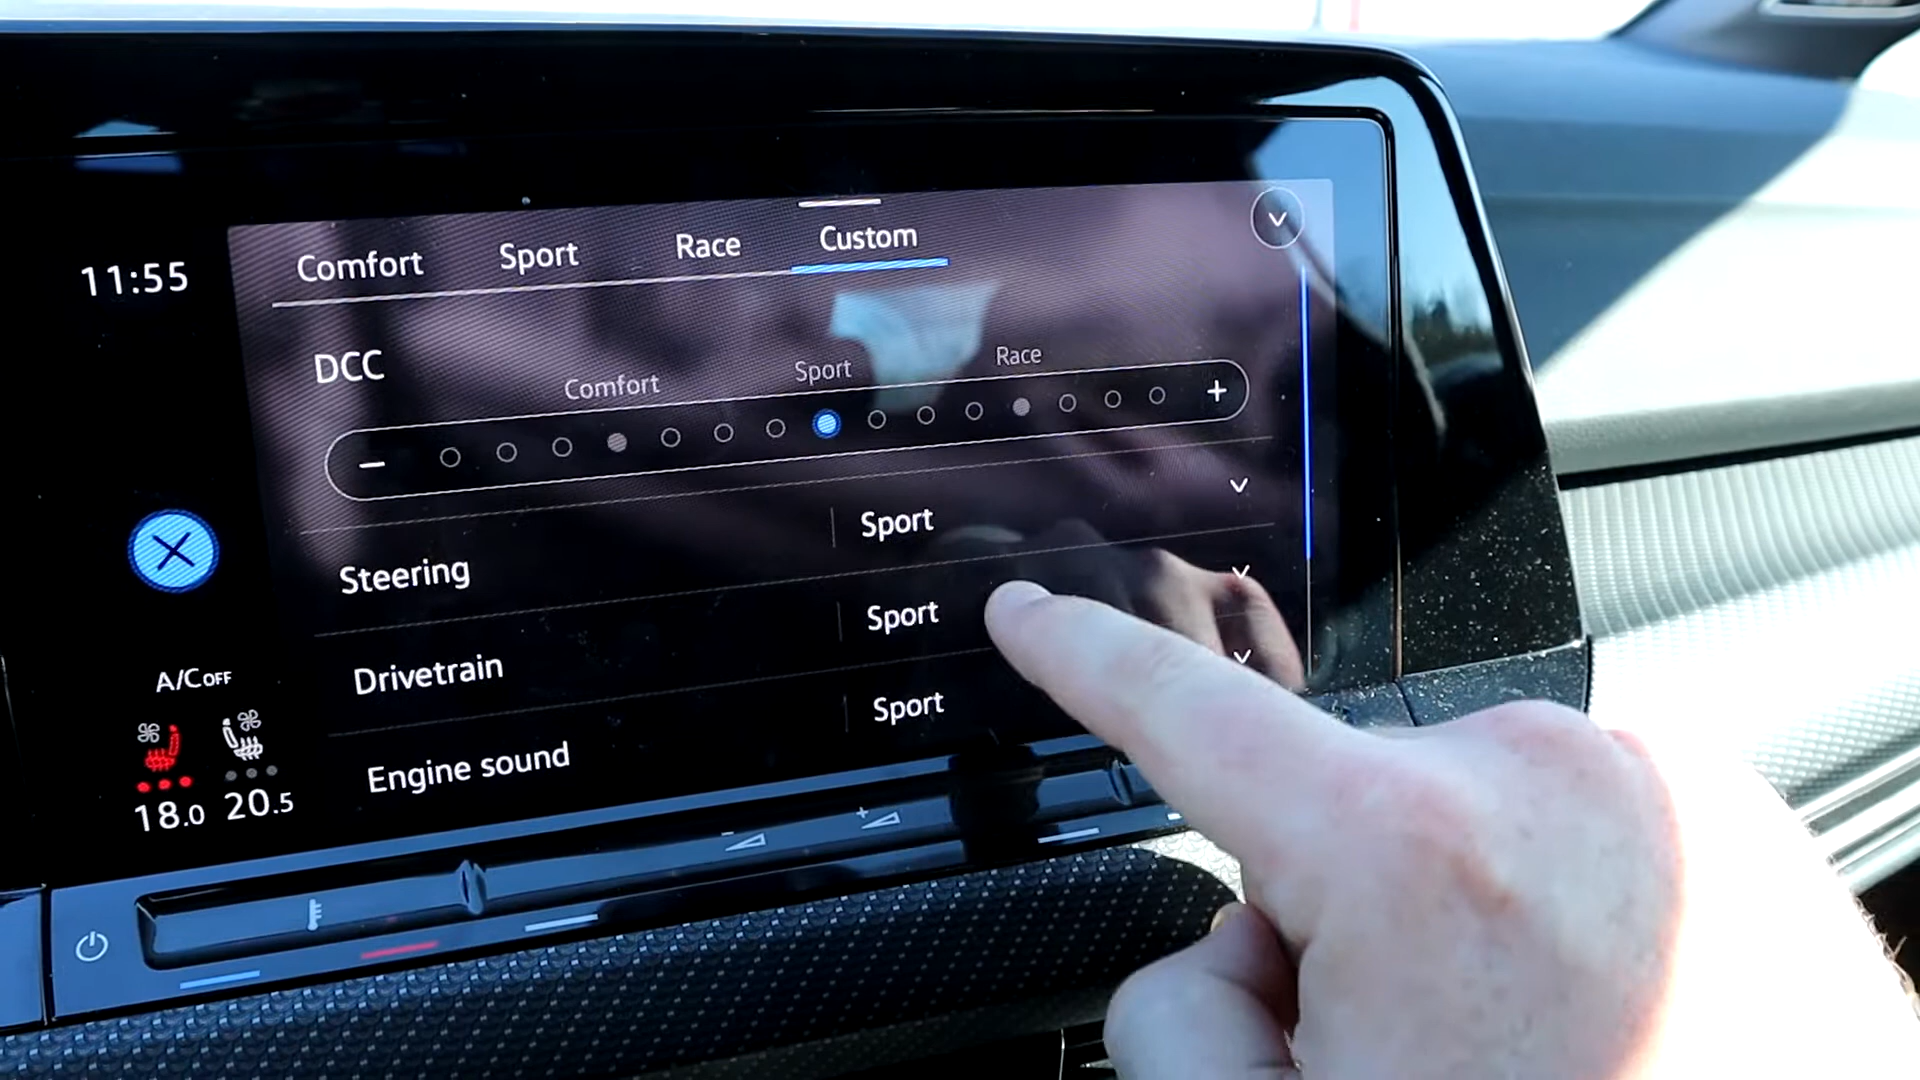 11:55
Comfort Sport Race Custom
DCC
Comfort Sport Race
− +
Steering Sport
Drivetrain Sport
Engine sound Sport
A/C OFF
18.0 20.5
− +